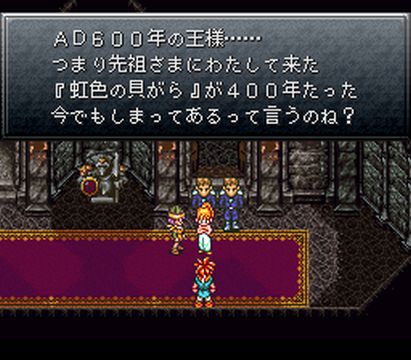 ＡＤ６００年の王様……
つまり先祖さまにわたして来た
『虹色の貝がら』が４００年たった
今でもしまってあるって言うのね？